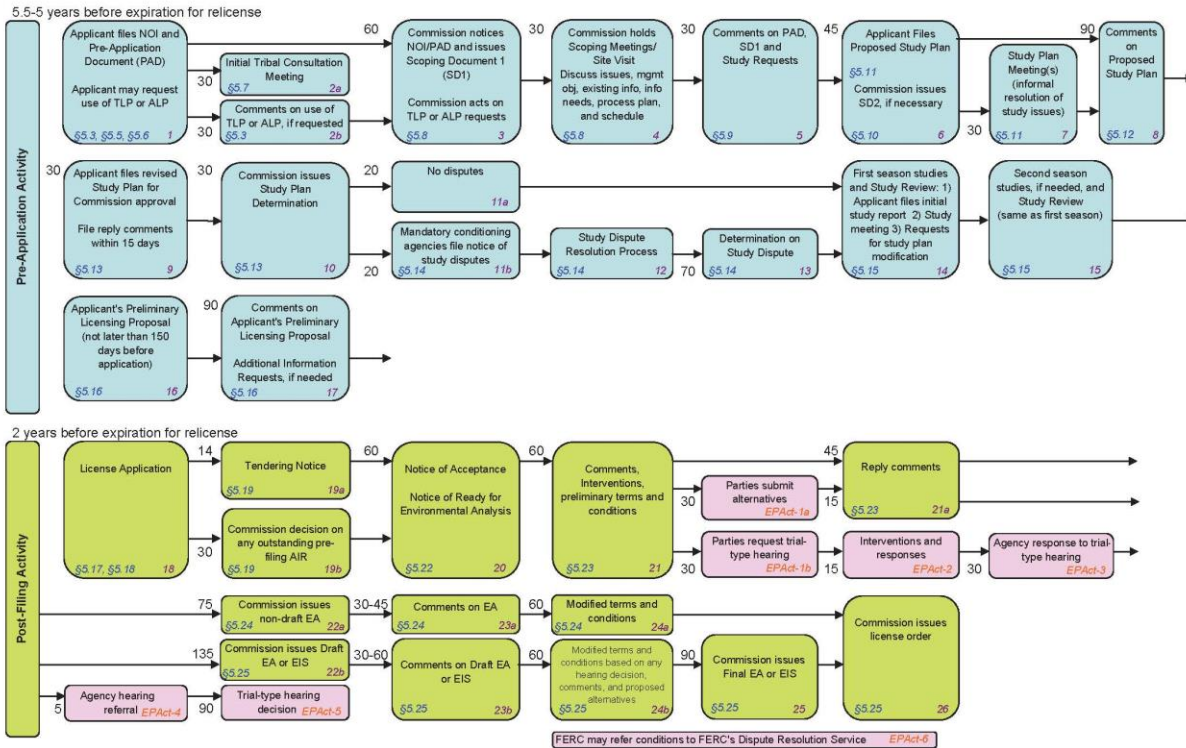 5.5-5 years before expiration for relicense
Pre-Application Activity
Applicant files NOI and
Pre-Application
Document (PAD)
Applicant may request
use of TLP or ALP
§5.3, §5.5, §5.6 1
30
Initial Tribal Consultation
Meeting
§5.7 2a
30
Comments on use of
TLP or ALP, if requested
§5.3 2b
60
Commission notices
NOI/PAD and issues
Scoping Document 1
(SD1)
Commission acts on
TLP or ALP requests
§5.8 3
30
Commission holds
Scoping Meetings/
Site Visit
Discuss issues, mgmt
obj, existing info, info
needs, process plan,
and schedule
§5.8 4
30
Comments on PAD,
SD1 and
Study Requests
§5.9 5
45
Applicant Files
Proposed Study Plan
§5.11
Commission issues
SD2, if necessary
§5.10 6
30
Study Plan
Meeting(s)
(informal
resolution of
study issues)
§5.11 7
90
Comments
on
Proposed
Study Plan
§5.12 8
30
Applicant files revised
Study Plan for
Commission approval
File reply comments
within 15 days
§5.13 9
30
Commission issues
Study Plan
Determination
§5.13 10
20
No disputes
11a
20
Mandatory conditioning
agencies file notice of
study disputes
§5.14 11b
Study Dispute
Resolution Process
§5.14 12
70
Determination on
Study Dispute
§5.14 13
First season studies
and Study Review: 1)
Applicant files initial
study report 2) Study
meeting 3) Requests
for study plan
modification
§5.15 14
Second season
studies, if needed, and
Study Review
(same as first season)
§5.15 15
Applicant's Preliminary
Licensing Proposal
(not later than 150
days before
application)
§5.16 16
90
Comments on
Applicant's Preliminary
Licensing Proposal
Additional Information
Requests, if needed
§5.16 17
2 years before expiration for relicense
Post-Filing Activity
License Application
§5.17, §5.18 18
14
Tendering Notice
§5.19 19a
30
Commission decision on
any outstanding pre-
filing AIR
§5.19 19b
60
Notice of Acceptance
Notice of Ready for
Environmental Analysis
§5.22 20
60
Comments,
Interventions,
preliminary terms and
conditions
§5.23 21
30
Parties submit
alternatives
EPAct-1a
15
45
Reply comments
§5.23 21a
30
Parties request trial-
type hearing
EPAct-1b
15
Interventions and
responses
EPAct-2
30
Agency response to trial-
type hearing
EPAct-3
75
Commission issues
non-draft EA
§5.24 22a
30-45
Comments on EA
§5.24 23a
60
Modified terms and
conditions
§5.24 24a
135
Commission issues Draft
EA or EIS
§5.25 22b
30-60
Comments on Draft EA
or EIS
§5.25 23b
60
Modified terms and
conditions based on any
hearing decision,
comments, and proposed
alternatives
§5.25 24b
90
Commission issues
Final EA or EIS
§5.25 25
Commission issues
license order
§5.25 26
5
Agency hearing
referral
EPAct-4
90
Trial-type hearing
decision
EPAct-5
FERC may refer conditions to FERC's Dispute Resolution Service EPAct-6